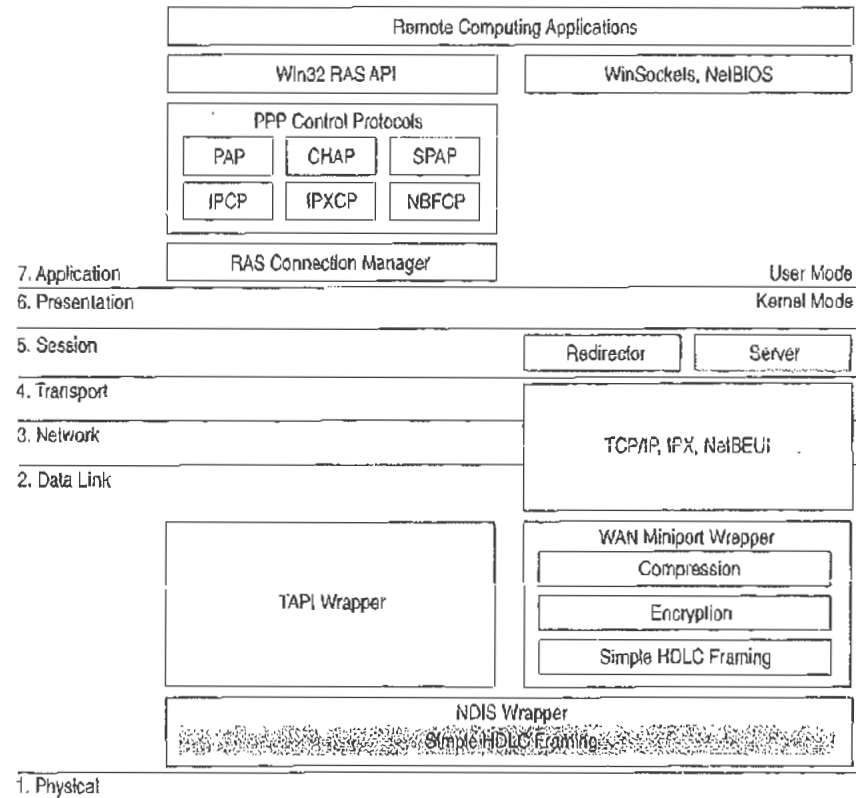 Remote Computing Applications
Win32 RAS API
WinSockets, NetBIOS
PPP Control Protocols
PAP
CHAP
SPAP
IPCP
IPXCP
NBFCP
RAS Connection Manager
7. Application
User Mode
6. Presentation
Kernel Mode
5. Session
Redirector
Server
4. Transport
3. Network
TCP/IP, IPX, NetBEUI
2. Data Link
TAPI Wrapper
WAN Miniport Wrapper
Compression
Encryption
Simple HDLC Framing
NDIS Wrapper
Simple HDLC Framing
1. Physical